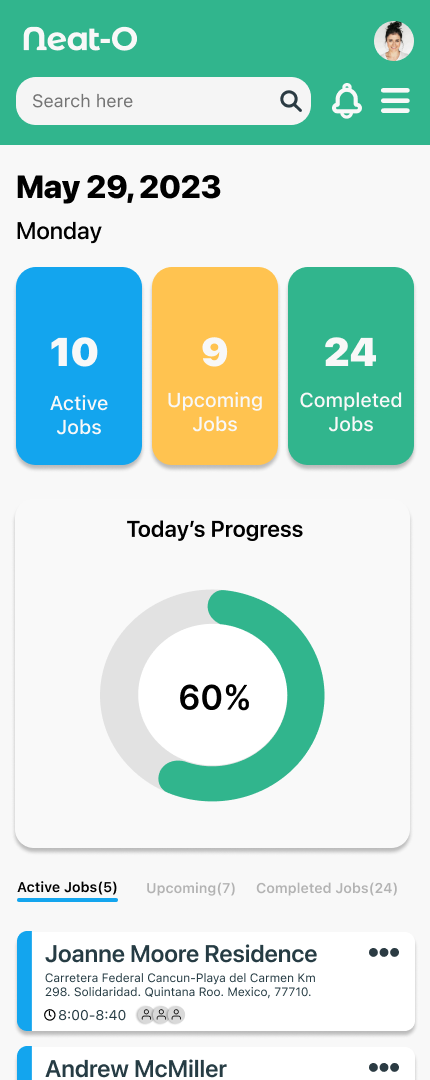 Neat-O
Search here
May 29, 2023
Monday
10
Active
Jobs
9
Upcoming
Jobs
24
Completed
Jobs
Today's Progress
60%
Active Jobs(5)
Upcoming(7)
Completed Jobs(24)
Joanne Moore Residence
Carretera Federal Cancun-Playa del Carmen Km
298. Solidaridad. Quintana Roo. Mexico, 77710.
8:00-8:40
Andrew McMiller